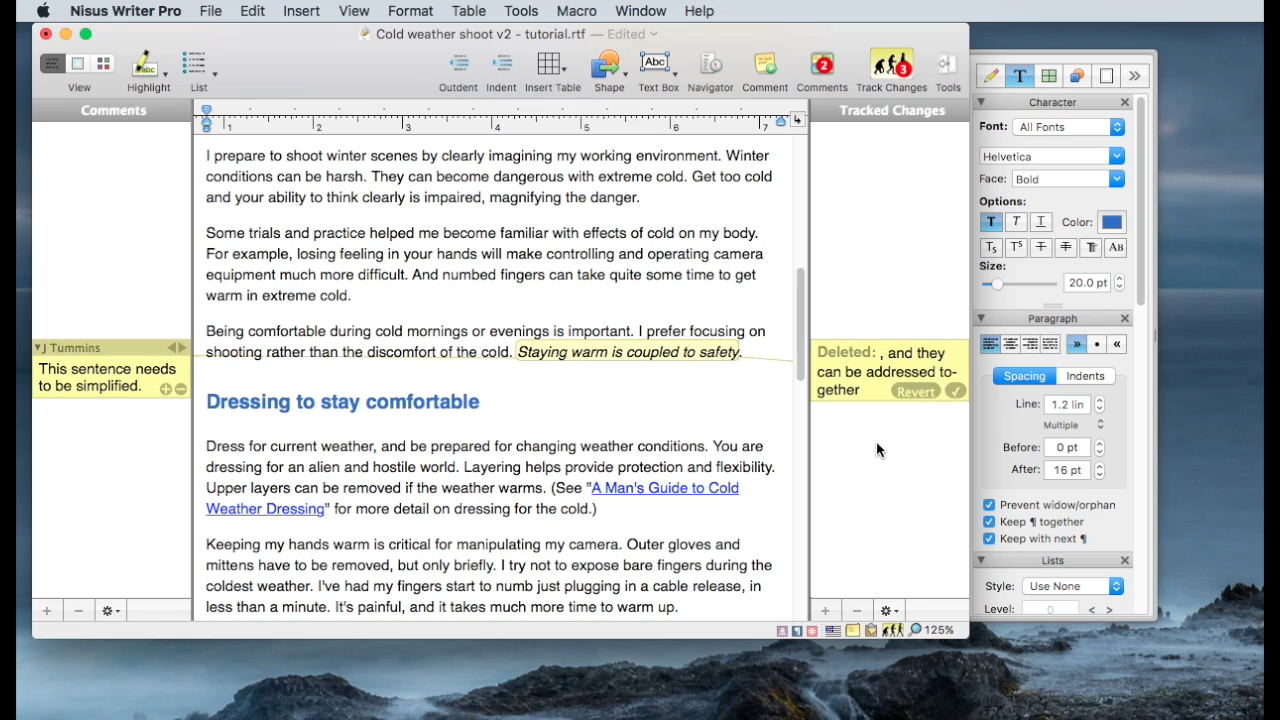 Nisus Writer Pro File Edit Insert View Format Table Tools Macro Window Help
Cold weather shoot v2 - tutorial.rtf — Edited
Abc
Abc
2
3
View Highlight List Outdent Indent Insert Table Shape Text Box Navigator Comment Comments Track Changes Tools
Comments
Tracked Changes
1 2 3 4 5 6 7
I prepare to shoot winter scenes by clearly imagining my working environment. Winter
conditions can be harsh. They can become dangerous with extreme cold. Get too cold
and your ability to think clearly is impaired, magnifying the danger.
Some trials and practice helped me become familiar with effects of cold on my body.
For example, losing feeling in your hands will make controlling and operating camera
equipment much more difficult. And numbed fingers can take quite some time to get
warm in extreme cold.
Being comfortable during cold mornings or evenings is important. I prefer focusing on
shooting rather than the discomfort of the cold. Staying warm is coupled to safety.
J Tummins
This sentence needs
to be simplified.
Deleted: , and they
can be addressed to-
gether
Revert
Dressing to stay comfortable
Dress for current weather, and be prepared for changing weather conditions. You are
dressing for an alien and hostile world. Layering helps provide protection and flexibility.
Upper layers can be removed if the weather warms. (See "A Man's Guide to Cold
Weather Dressing" for more detail on dressing for the cold.)
Keeping my hands warm is critical for manipulating my camera. Outer gloves and
mittens have to be removed, but only briefly. I try not to expose bare fingers during the
coldest weather. I've had my fingers start to numb just plugging in a cable release, in
less than a minute. It's painful, and it takes much more time to warm up.
125%
T
Character
Font: All Fonts
Helvetica
Face: Bold
Options:
T T T Color:
Ts Ts T T T AB
Size:
20.0 pt
Paragraph
Spacing Indents
Line: 1.2 lin
Multiple
Before: 0 pt
After: 16 pt
Prevent widow/orphan
Keep ¶ together
Keep with next ¶
Lists
Style: Use None
Level: 0 < >